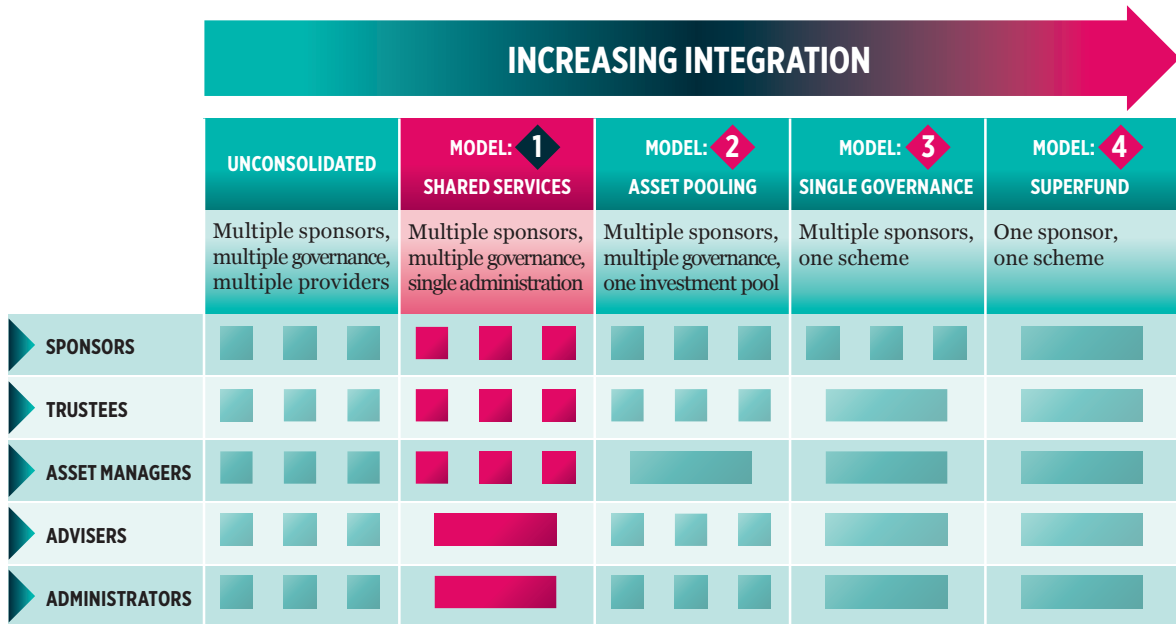 INCREASING INTEGRATION
UNCONSOLIDATED
MODEL: 1
SHARED SERVICES
MODEL: 2
ASSET POOLING
MODEL: 3
SINGLE GOVERNANCE
MODEL: 4
SUPERFUND
Multiple sponsors,
multiple governance,
multiple providers
Multiple sponsors,
multiple governance,
single administration
Multiple sponsors,
multiple governance,
one investment pool
Multiple sponsors,
one scheme
One sponsor,
one scheme
SPONSORS
TRUSTEES
ASSET MANAGERS
ADVISERS
ADMINISTRATORS